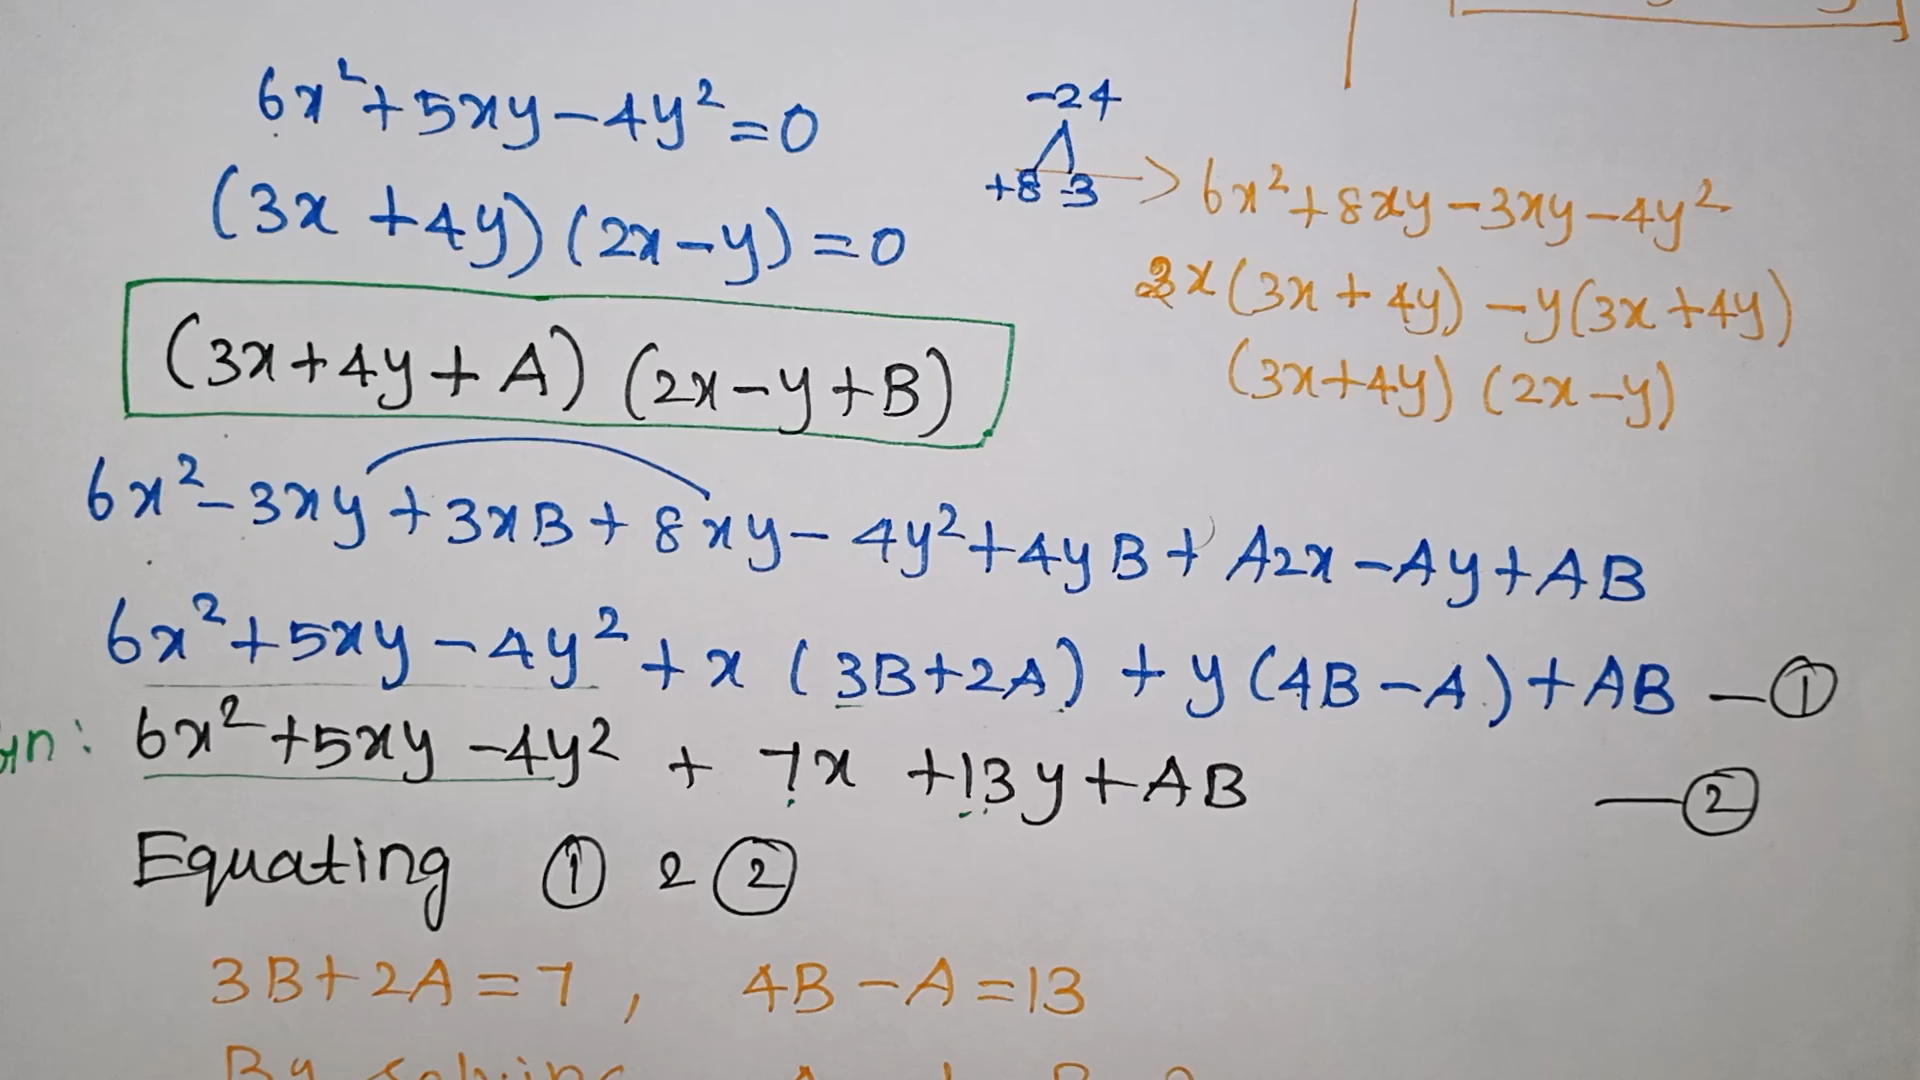 6x²+5xy-4y²=0
(3x+4y)(2x-y)=0
(3x+4y+A)(2x-y+B)
-24
+8 -3
6x²+8xy-3xy-4y²
2x(3x+4y)-y(3x+4y)
(3x+4y)(2x-y)
6x²-3xy+3xB+8xy-4y²+4yB+A2x-Ay+AB
6x²+5xy-4y²+x(3B+2A)+y(4B-A)+AB —①
6x²+5xy-4y²+7x+13y+AB —②
Equating ① & ②
3B+2A=7, 4B-A=13
By solving